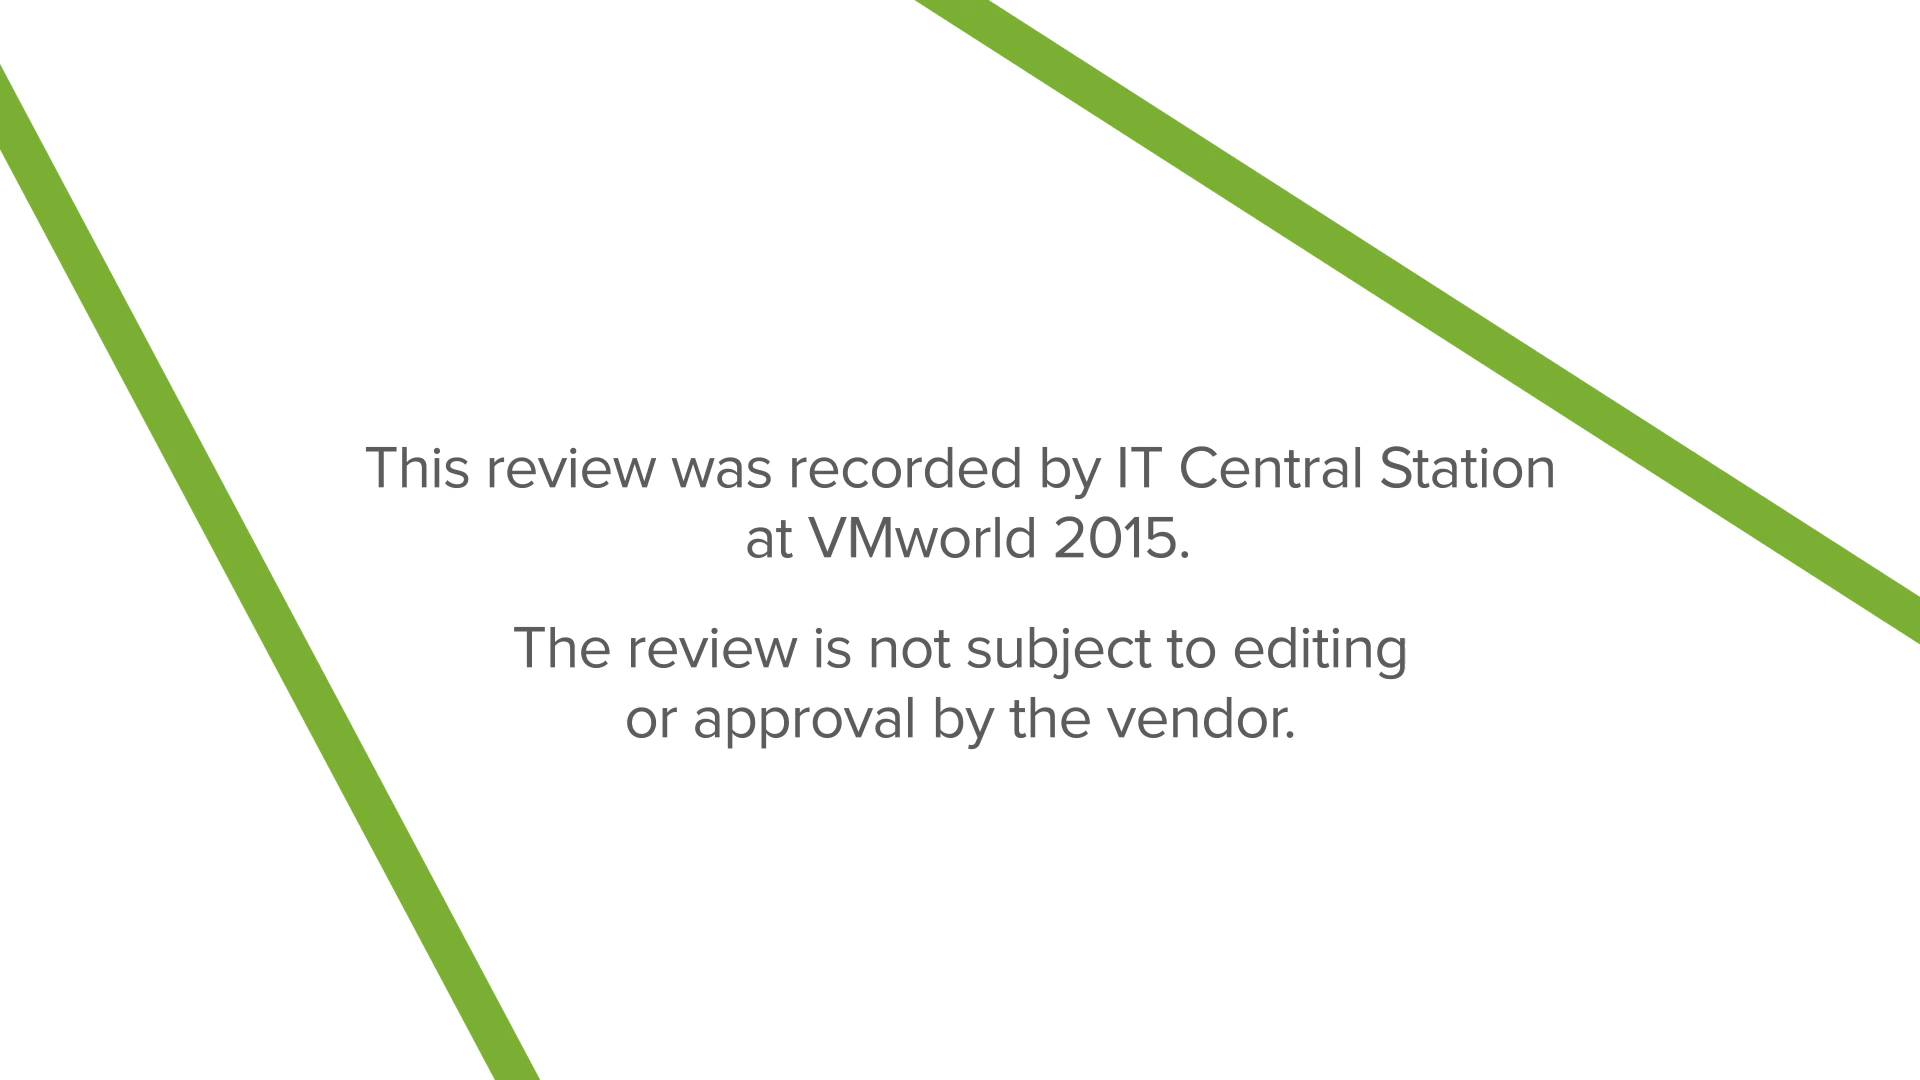 This review was recorded by IT Central Station
at VMworld 2015.
The review is not subject to editing
or approval by the vendor.